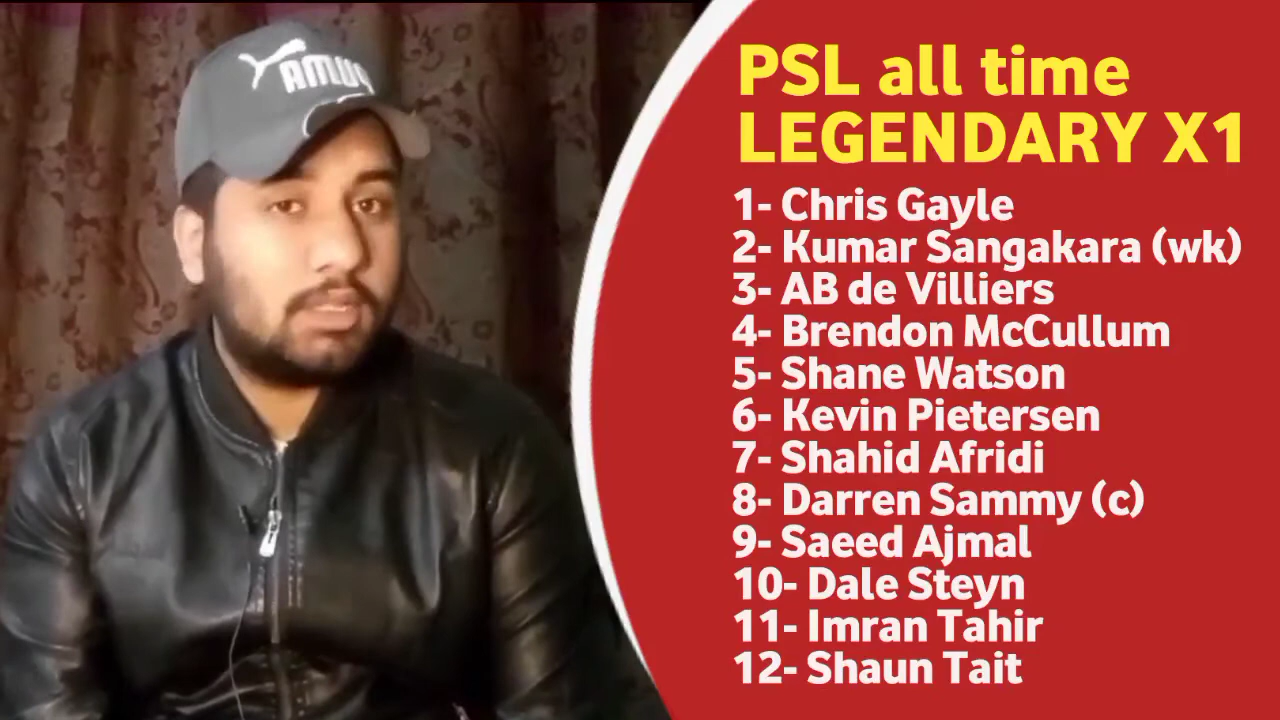 PUMA
PSL all time
LEGENDARY X1
1- Chris Gayle
2- Kumar Sangakara (wk)
3- AB de Villiers
4- Brendon McCullum
5- Shane Watson
6- Kevin Pietersen
7- Shahid Afridi
8- Darren Sammy (c)
9- Saeed Ajmal
10- Dale Steyn
11- Imran Tahir
12- Shaun Tait